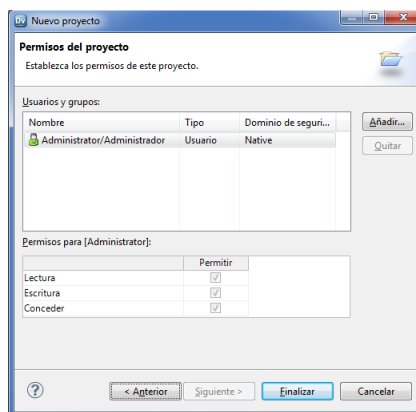 Dv Nuevo proyecto
Permisos del proyecto
Establezca los permisos de este proyecto.
Usuarios y grupos:
Nombre Tipo Dominio de seguri...
Administrator/Administrador Usuario Native
Añadir...
Quitar
Permisos para [Administrator]:
Permitir
Lectura
Escritura
Conceder
? < Anterior Siguiente > Finalizar Cancelar